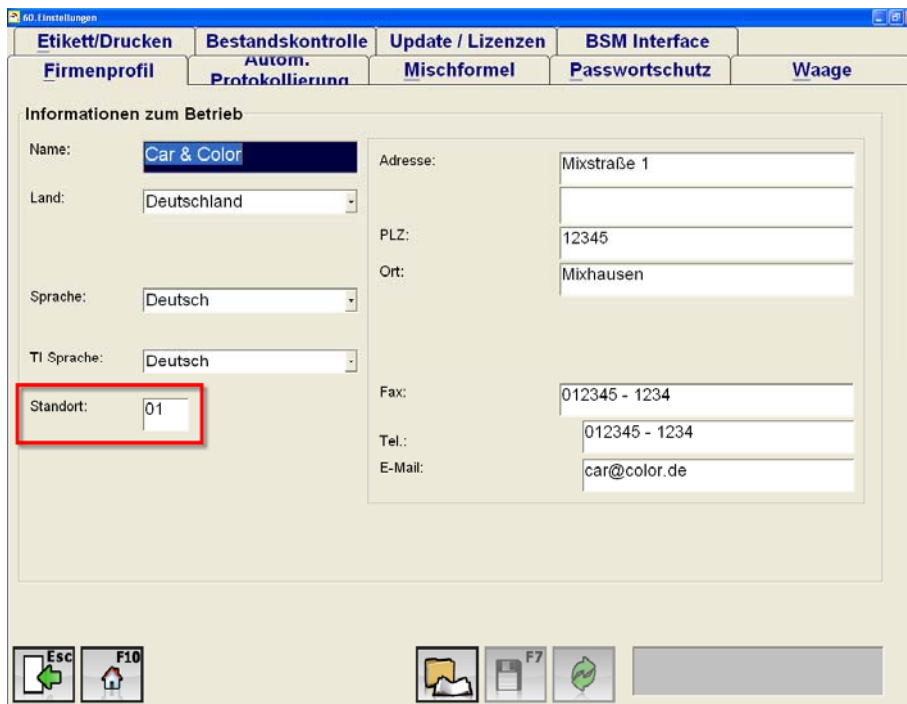 60.Einstellungen
Etikett/Drucken Bestandskontrolle Update / Lizenzen BSM Interface
Firmenprofil Autom. Protokollierung Mischformel Passwortschutz Waage
Informationen zum Betrieb
Name: Car & Color
Land: Deutschland
Sprache: Deutsch
TI Sprache: Deutsch
Standort: 01
Adresse: Mixstraße 1
PLZ: 12345
Ort: Mixhausen
Fax: 012345 - 1234
Tel.: 012345 - 1234
E-Mail: car@color.de
Esc F10 F7